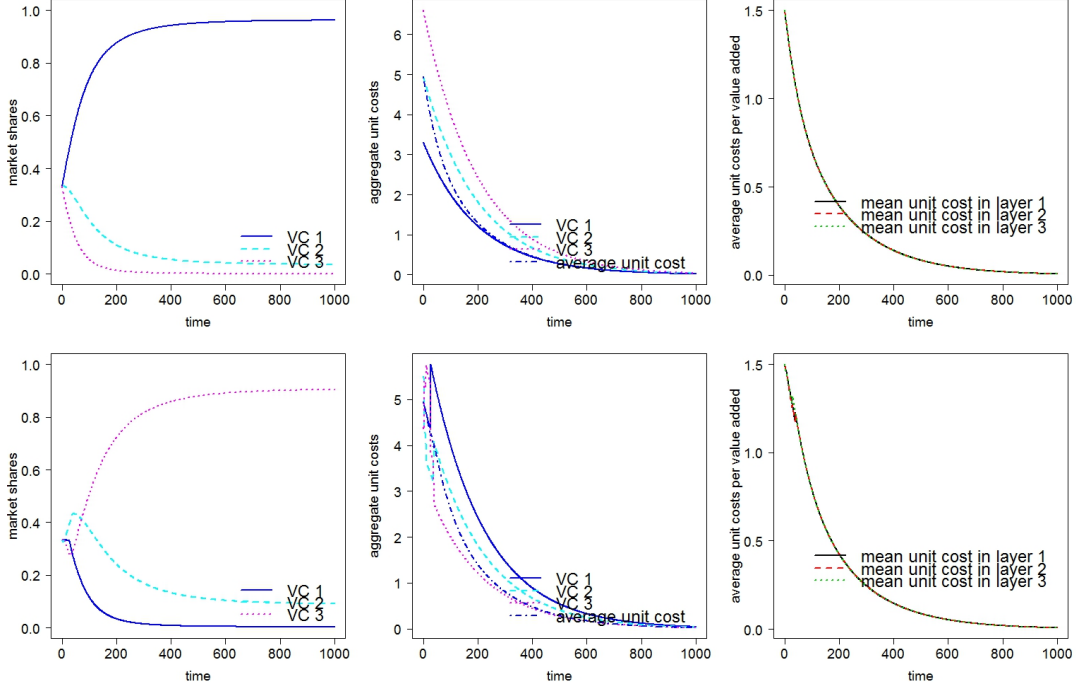 market shares
1.0
0.8
0.6
0.4
0.2
0.0
VC 1
VC 2
VC 3
0 200 400 600 800 1000
time
aggregate unit costs
6
5
4
3
2
1
0
VC 1
VC 2
VC 3
average unit cost
0 200 400 600 800 1000
time
average unit costs per value added
1.5
1.0
0.5
0.0
mean unit cost in layer 1
mean unit cost in layer 2
mean unit cost in layer 3
0 200 400 600 800 1000
time
market shares
1.0
0.8
0.6
0.4
0.2
0.0
VC 1
VC 2
VC 3
0 200 400 600 800 1000
time
aggregate unit costs
5
4
3
2
1
0
VC 1
VC 2
VC 3
average unit cost
0 200 400 600 800 1000
time
average unit costs per value added
1.5
1.0
0.5
0.0
mean unit cost in layer 1
mean unit cost in layer 2
mean unit cost in layer 3
0 200 400 600 800 1000
time